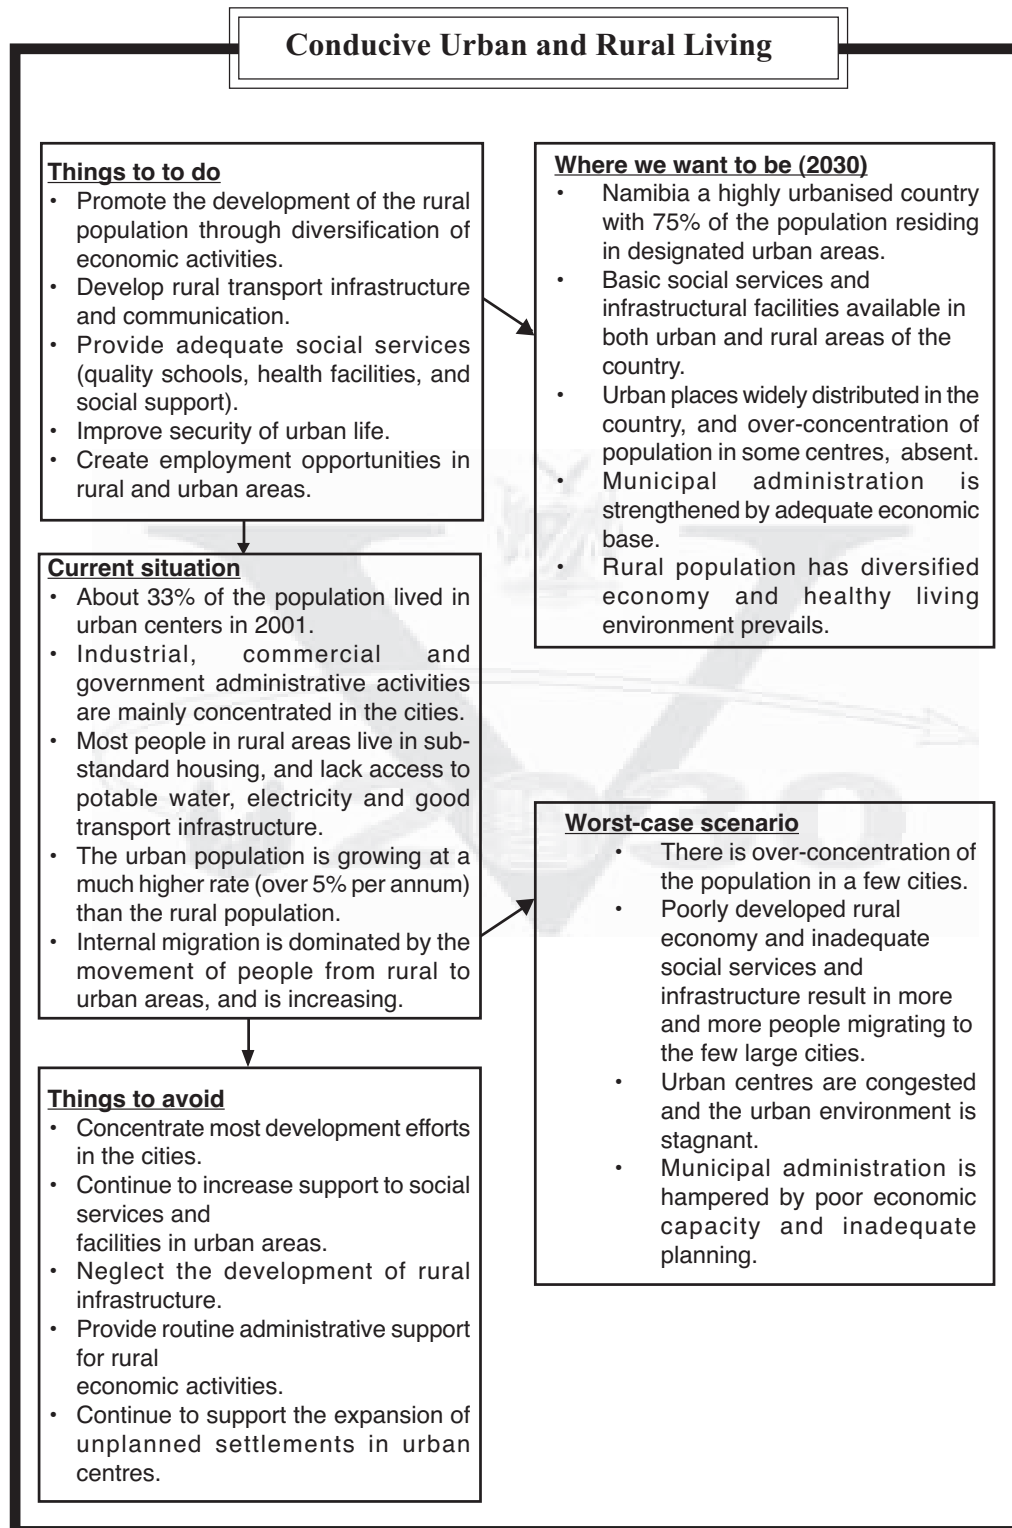 Conducive Urban and Rural Living
Things to to do
• Promote the development of the rural
population through diversification of
economic activities.
• Develop rural transport infrastructure
and communication.
• Provide adequate social services
(quality schools, health facilities, and
social support).
• Improve security of urban life.
• Create employment opportunities in
rural and urban areas.
Current situation
• About 33% of the population lived in
urban centers in 2001.
• Industrial, commercial and
government administrative activities
are mainly concentrated in the cities.
• Most people in rural areas live in sub-
standard housing, and lack access to
potable water, electricity and good
transport infrastructure.
• The urban population is growing at a
much higher rate (over 5% per annum)
than the rural population.
• Internal migration is dominated by the
movement of people from rural to
urban areas, and is increasing.
Things to avoid
• Concentrate most development efforts
in the cities.
• Continue to increase support to social
services and
facilities in urban areas.
• Neglect the development of rural
infrastructure.
• Provide routine administrative support
for rural
economic activities.
• Continue to support the expansion of
unplanned settlements in urban
centres.
Where we want to be (2030)
• Namibia a highly urbanised country
with 75% of the population residing
in designated urban areas.
• Basic social services and
infrastructural facilities available in
both urban and rural areas of the
country.
• Urban places widely distributed in the
country, and over-concentration of
population in some centres, absent.
• Municipal administration is
strengthened by adequate economic
base.
• Rural population has diversified
economy and healthy living
environment prevails.
Worst-case scenario
• There is over-concentration of
the population in a few cities.
• Poorly developed rural
economy and inadequate
social services and
infrastructure result in more
and more people migrating to
the few large cities.
• Urban centres are congested
and the urban environment is
stagnant.
• Municipal administration is
hampered by poor economic
capacity and inadequate
planning.
V
2030